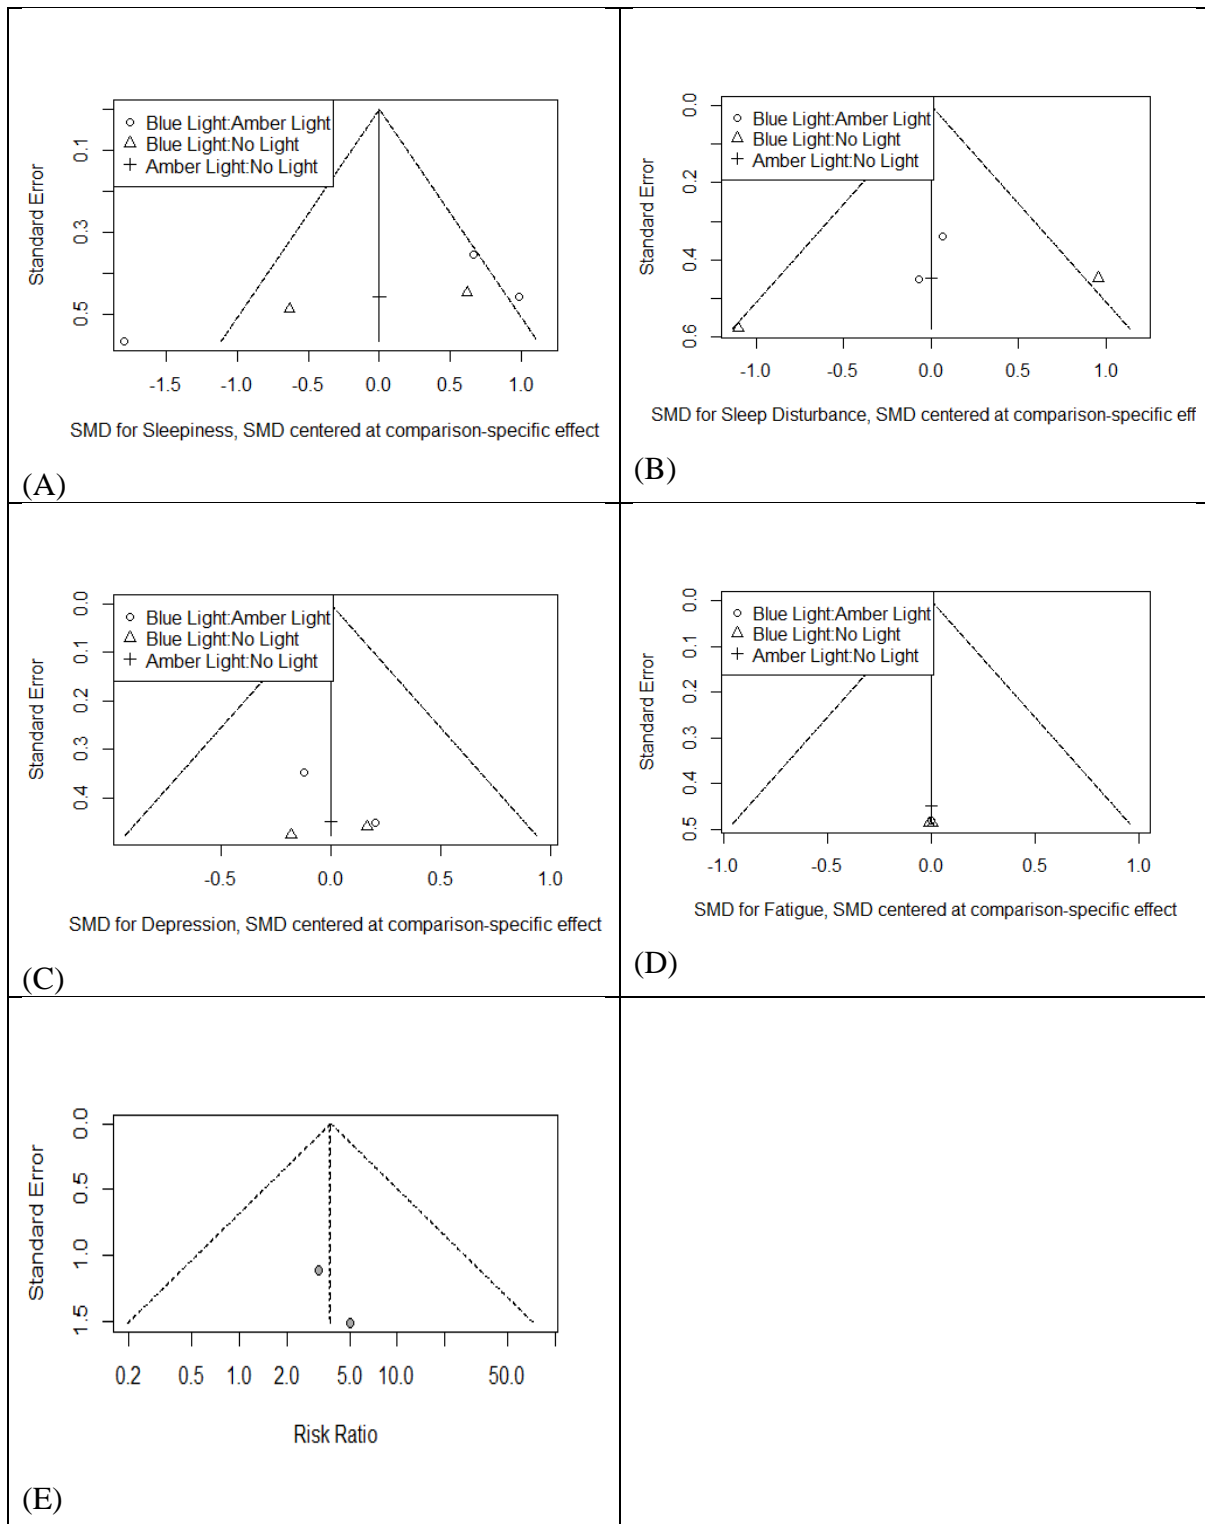 Blue Light:Amber Light
Blue Light:No Light
Amber Light:No Light
Standard Error
0.1
0.3
0.5
-1.5 -1.0 -0.5 0.0 0.5 1.0
SMD for Sleepiness, SMD centered at comparison-specific effect
(A)
Blue Light:Amber Light
Blue Light:No Light
Amber Light:No Light
Standard Error
0.0
0.2
0.4
0.6
-1.0 -0.5 0.0 0.5 1.0
SMD for Sleep Disturbance, SMD centered at comparison-specific eff
(B)
Blue Light:Amber Light
Blue Light:No Light
Amber Light:No Light
Standard Error
0.0
0.1
0.2
0.3
0.4
-0.5 0.0 0.5 1.0
SMD for Depression, SMD centered at comparison-specific effect
(C)
Blue Light:Amber Light
Blue Light:No Light
Amber Light:No Light
Standard Error
0.0
0.1
0.2
0.3
0.4
0.5
-1.0 -0.5 0.0 0.5 1.0
SMD for Fatigue, SMD centered at comparison-specific effect
(D)
Standard Error
0.0
0.5
1.0
1.5
0.2 0.5 1.0 2.0 5.0 10.0 50.0
Risk Ratio
(E)